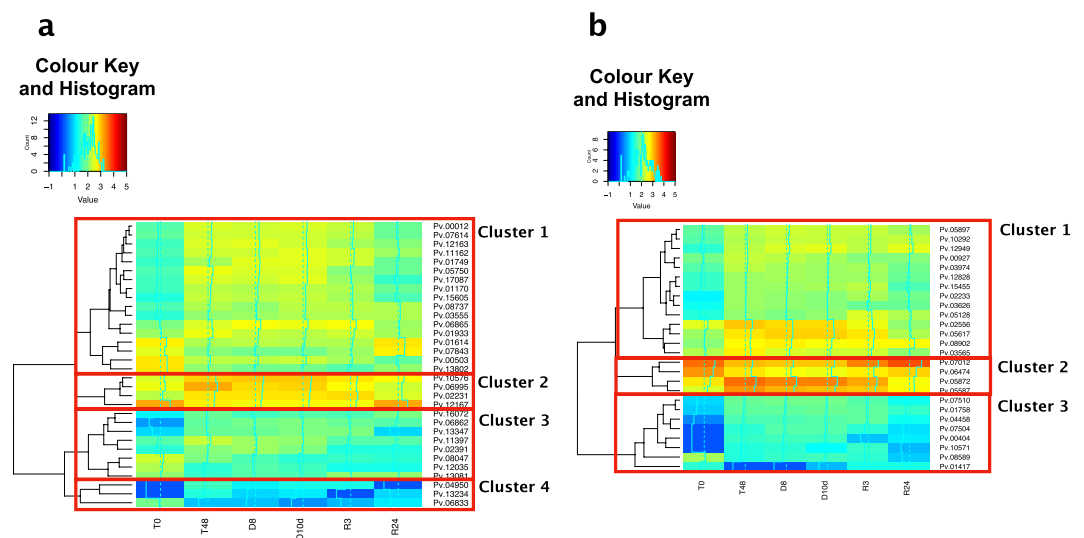 a
Colour Key
and Histogram
Count
0 4 8 12
−1 1 2 3 4 5
Value
Cluster 1
Pv.00012
Pv.07614
Pv.12163
Pv.11162
Pv.01749
Pv.05750
Pv.17087
Pv.01170
Pv.15605
Pv.08737
Pv.03555
Pv.06865
Pv.01933
Pv.01614
Pv.07843
Pv.00503
Pv.13802
Cluster 2
Pv.10576
Pv.06995
Pv.02231
Pv.12167
Cluster 3
Pv.16072
Pv.06862
Pv.13347
Pv.11397
Pv.02391
Pv.08047
Pv.12035
Pv.13081
Cluster 4
Pv.04950
Pv.13234
Pv.06833
T0 T48 D8 D10d R3 R24
b
Colour Key
and Histogram
Count
0 2 4 6 8
−1 1 2 3 4 5
Value
Cluster 1
Pv.05897
Pv.10292
Pv.12949
Pv.00927
Pv.03974
Pv.12828
Pv.15455
Pv.02233
Pv.03626
Pv.05128
Pv.02556
Pv.05617
Pv.08902
Pv.03565
Cluster 2
Pv.07012
Pv.06474
Pv.05872
Pv.05587
Cluster 3
Pv.07510
Pv.01758
Pv.04458
Pv.07504
Pv.00404
Pv.10571
Pv.08589
Pv.01417
T0 T48 D8 D10d R3 R24